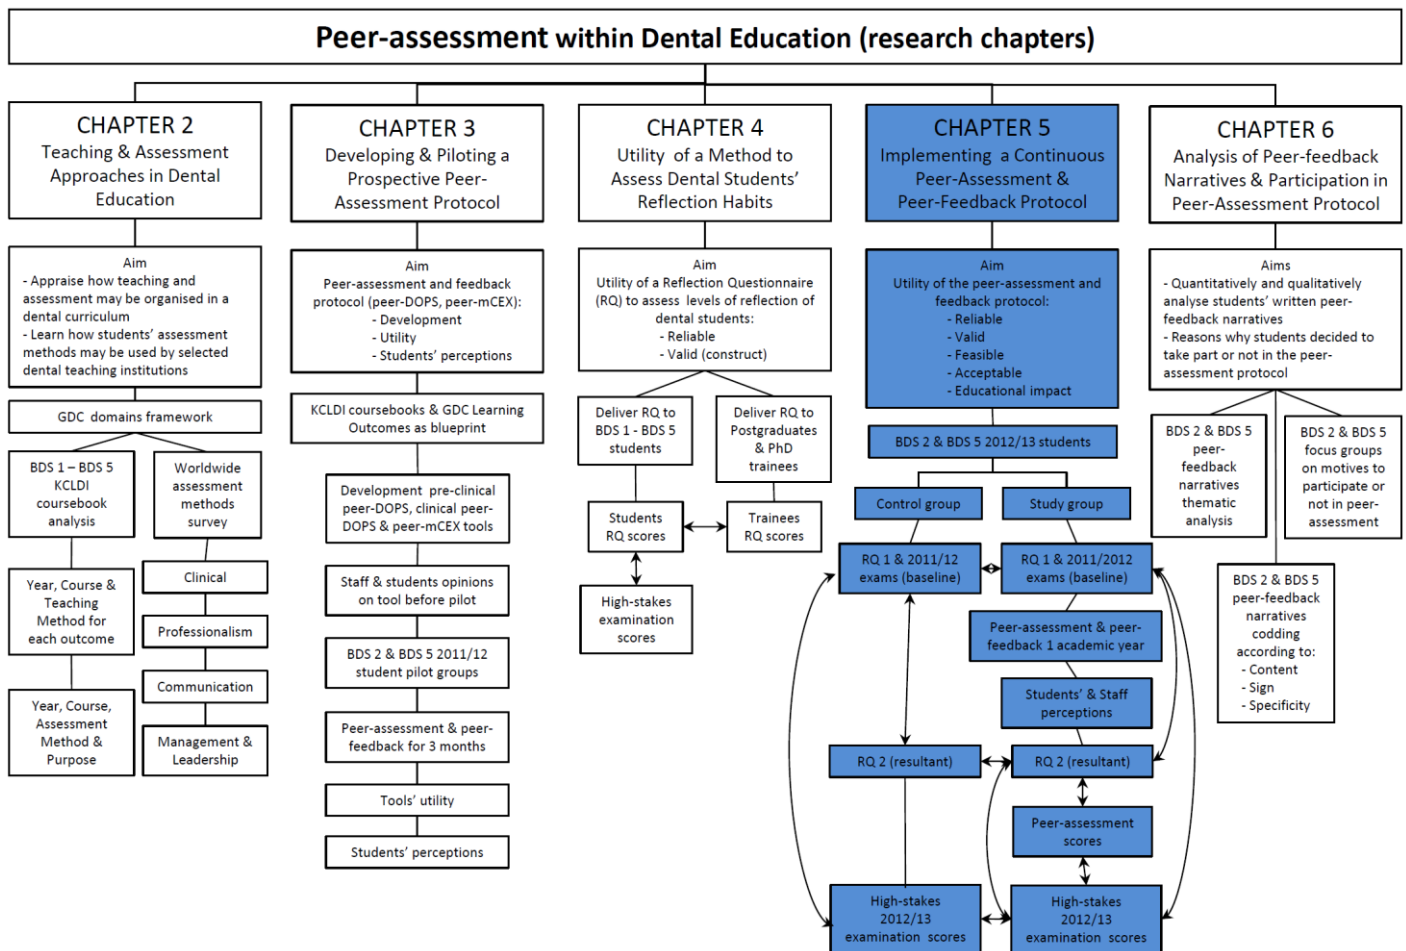 Peer-assessment within Dental Education (research chapters)
CHAPTER 2
Teaching & Assessment
Approaches in Dental
Education
Aim
- Appraise how teaching and
assessment may be organised in a
dental curriculum
- Learn how students’ assessment
methods may be used by selected
dental teaching institutions
GDC domains framework
BDS 1 – BDS 5
KCLDI
coursebook
analysis
Year, Course &
Teaching
Method for
each outcome
Year, Course,
Assessment
Method &
Purpose
Worldwide
assessment
methods
survey
Clinical
Professionalism
Communication
Management &
Leadership
CHAPTER 3
Developing & Piloting a
Prospective Peer-
Assessment Protocol
Aim
Peer-assessment and feedback
protocol (peer-DOPS, peer-mCEX):
- Development
- Utility
- Students’ perceptions
KCLDI coursebooks & GDC Learning
Outcomes as blueprint
Development pre-clinical
peer-DOPS, clinical peer-
DOPS & peer-mCEX tools
Staff & students opinions
on tool before pilot
BDS 2 & BDS 5 2011/12
student pilot groups
Peer-assessment & peer-
feedback for 3 months
Tools’ utility
Students’ perceptions
CHAPTER 4
Utility of a Method to
Assess Dental Students’
Reflection Habits
Aim
Utility of a Reflection Questionnaire
(RQ) to assess levels of reflection of
dental students:
- Reliable
- Valid (construct)
Deliver RQ to
BDS 1 - BDS 5
students
Deliver RQ to
Postgraduates
& PhD
trainees
Students
RQ scores
Trainees
RQ scores
High-stakes
examination
scores
CHAPTER 5
Implementing a Continuous
Peer-Assessment &
Peer-Feedback Protocol
Aim
Utility of the peer-assessment and
feedback protocol:
- Reliable
- Valid
- Feasible
- Acceptable
- Educational impact
BDS 2 & BDS 5 2012/13 students
Control group
Study group
RQ 1 & 2011/12
exams (baseline)
RQ 1 & 2011/2012
exams (baseline)
Peer-assessment & peer-
feedback 1 academic year
Students’ & Staff
perceptions
RQ 2 (resultant)
RQ 2 (resultant)
Peer-assessment
scores
High-stakes
2012/13
examination scores
High-stakes
2012/13
examination scores
CHAPTER 6
Analysis of Peer-feedback
Narratives & Participation in
Peer-Assessment Protocol
Aims
- Quantitatively and qualitatively
analyse students’ written peer-
feedback narratives
- Reasons why students decided to
take part or not in the peer-
assessment protocol
BDS 2 & BDS 5
peer-
feedback
narratives
thematic
analysis
BDS 2 & BDS 5
focus groups
on motives to
participate or
not in peer-
assessment
BDS 2 & BDS 5
peer-feedback
narratives
codding
according to:
- Content
- Sign
- Specificity